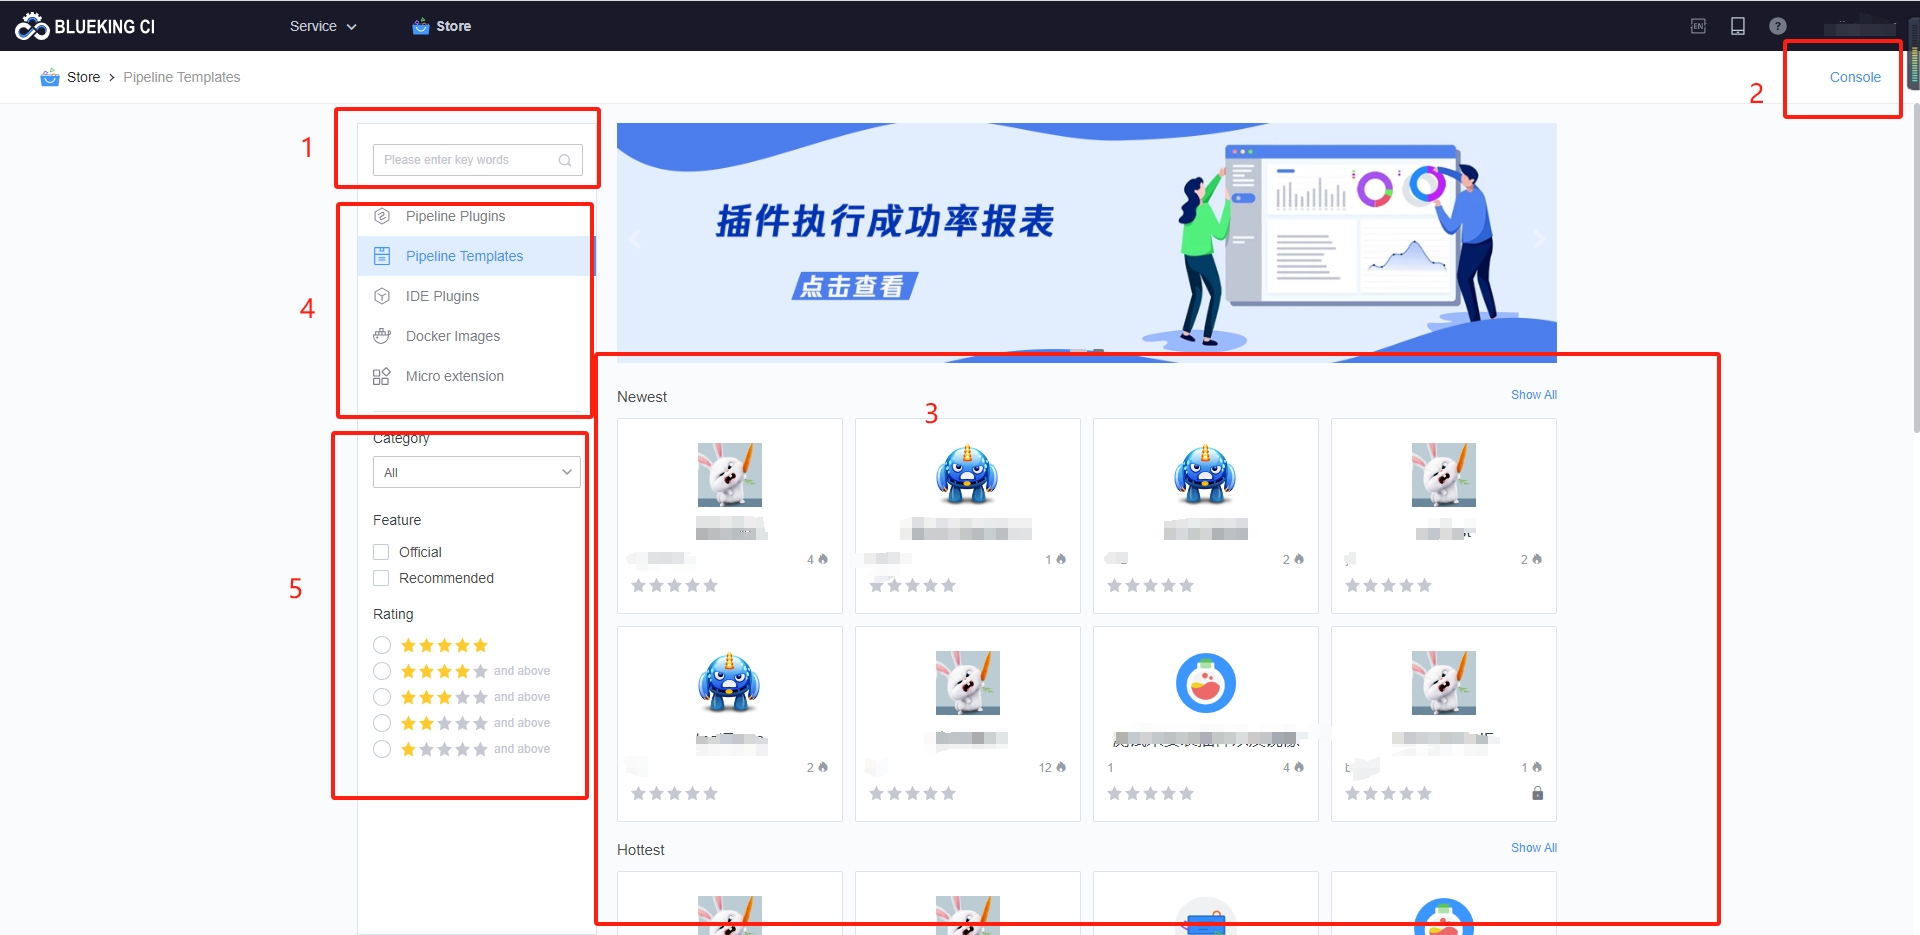 BLUEKING CI
Service
Store
EN
?
Store > Pipeline Templates
Console
2
1
Please enter key words
Pipeline Plugins
Pipeline Templates
IDE Plugins
Docker Images
Micro extension
4
插件执行成功率报表
点击查看
Category
All
Feature
Official
Recommended
5
Rating
and above
and above
and above
and above
3
Newest
Show All
4
1
2
2
2
12
1
4
1
Hottest
Show All